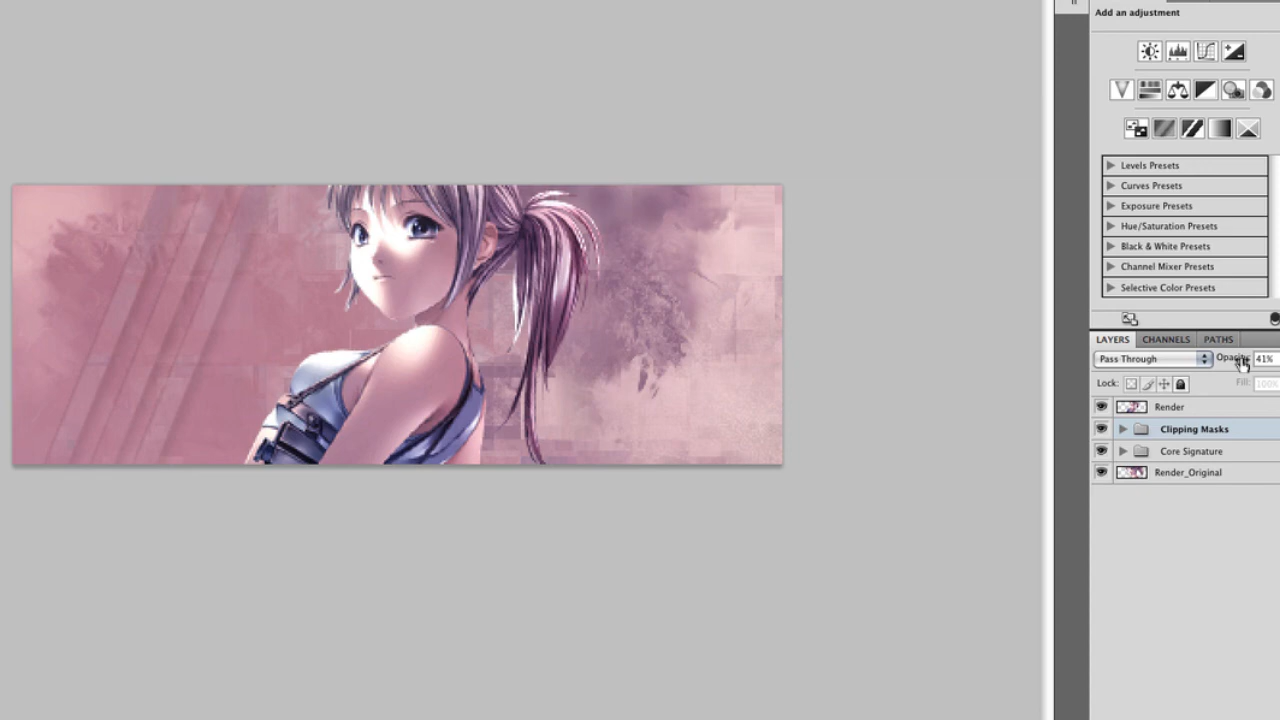 Add an adjustment
Levels Presets
Curves Presets
Exposure Presets
Hue/Saturation Presets
Black & White Presets
Channel Mixer Presets
Selective Color Presets
LAYERS CHANNELS PATHS
Pass Through Opacity: 41%
Lock: Fill: 100%
Render
Clipping Masks
Core Signature
Render_Original